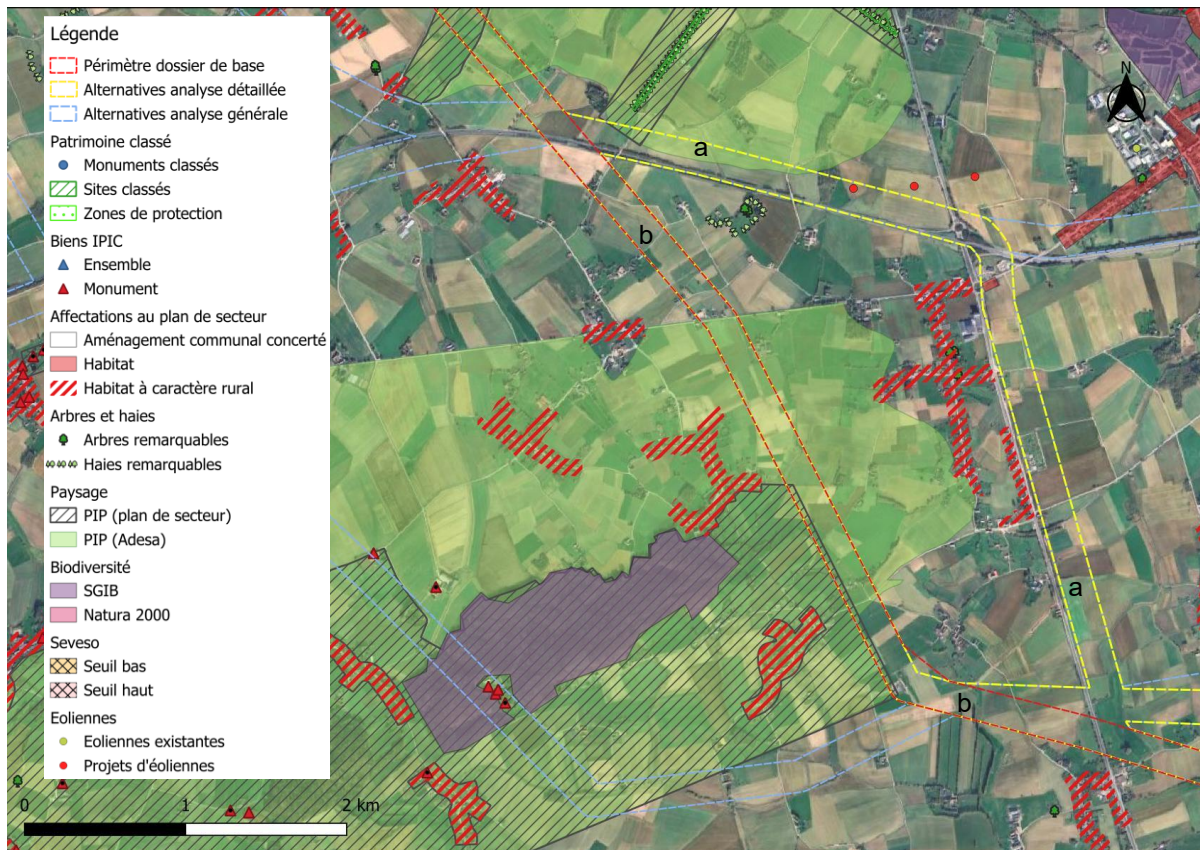 Légende
Périmètre dossier de base
Alternatives analyse détaillée
Alternatives analyse générale
Patrimoine classé
Monuments classés
Sites classés
Zones de protection
Biens IPIC
Ensemble
Monument
Affectations au plan de secteur
Aménagement communal concerté
Habitat
Habitat à caractère rural
Arbres et haies
Arbres remarquables
Haies remarquables
Paysage
PIP (plan de secteur)
PIP (Adesa)
Biodiversité
SGIB
Natura 2000
Seveso
Seuil bas
Seuil haut
Eoliennes
Eoliennes existantes
Projets d'éoliennes
0 1 2 km
N
a
b
a
b